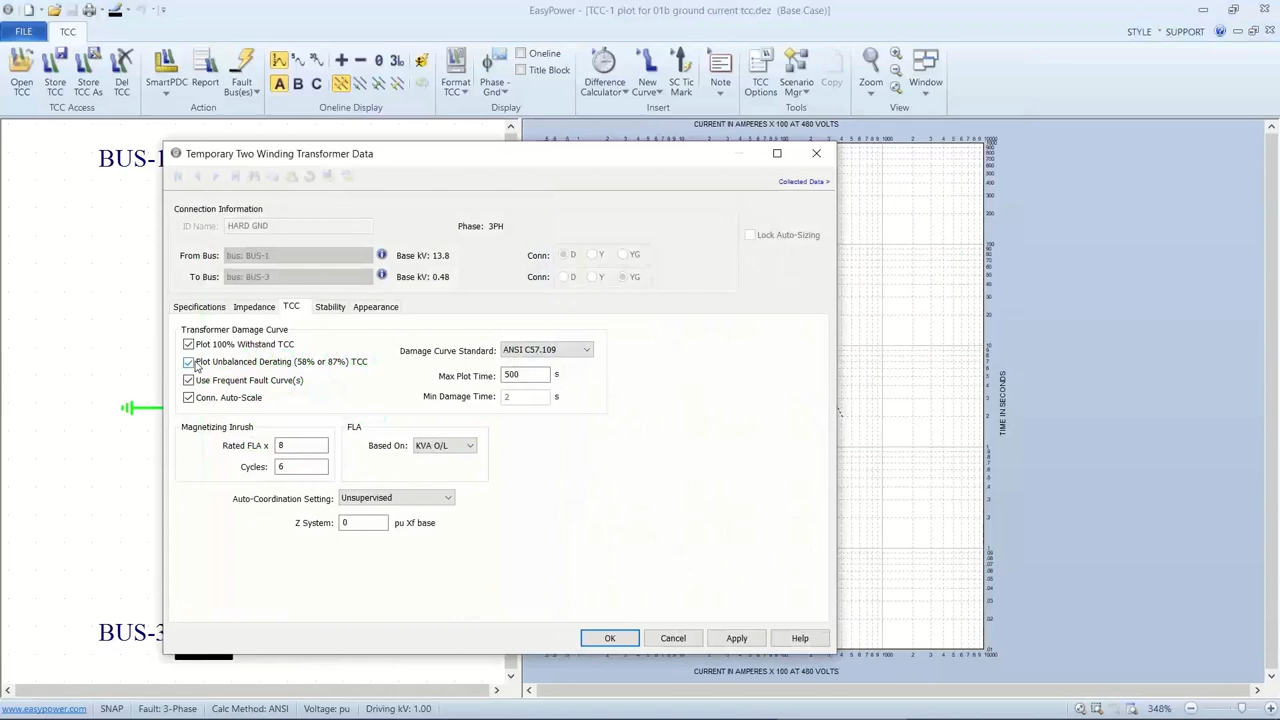 EasyPower - [TCC-1 plot for 01b ground current tcc.dez (Base Case)]
FILE TCC STYLE SUPPORT
Oneline
Title Block
A B C
Open TCC
Store TCC
Store TCC As
Del TCC
SmartPDC
Report
Fault Bus(es)
Format TCC
Phase - Gnd
Difference Calculator
New Curve
SC Tic Mark
Note
TCC Options
Scenario Mgr
Copy
Zoom
Window
TCC Access Action Oneline Display Display Insert Tools View
CURRENT IN AMPERES X 100 AT 480 VOLTS
BUS-1
Temporary Two Winding Transformer Data
Collected Data >
Connection Information
ID Name: HARD GND Phase: 3PH
Lock Auto-Sizing
From Bus: bus: BUS-1 Base kV: 13.8 Conn: D Y YG
To Bus: bus: BUS-3 Base kV: 0.48 Conn: D Y YG
Specifications Impedance TCC Stability Appearance
Transformer Damage Curve
Plot 100% Withstand TCC
Plot Unbalanced Derating (58% or 87%) TCC
Use Frequent Fault Curve(s)
Conn. Auto-Scale
Damage Curve Standard: ANSI C57.109
Max Plot Time: 500 s
Min Damage Time: 2 s
Magnetizing Inrush
Rated FLA x 8
Cycles: 6
FLA
Based On: KVA O/L
Auto-Coordination Setting: Unsupervised
Z System: 0 pu Xf base
OK Cancel Apply Help
TIME IN SECONDS
BUS-3
CURRENT IN AMPERES X 100 AT 480 VOLTS
www.easypower.com SNAP Fault: 3-Phase Calc Method: ANSI Voltage: pu Driving kV: 1.00 348%